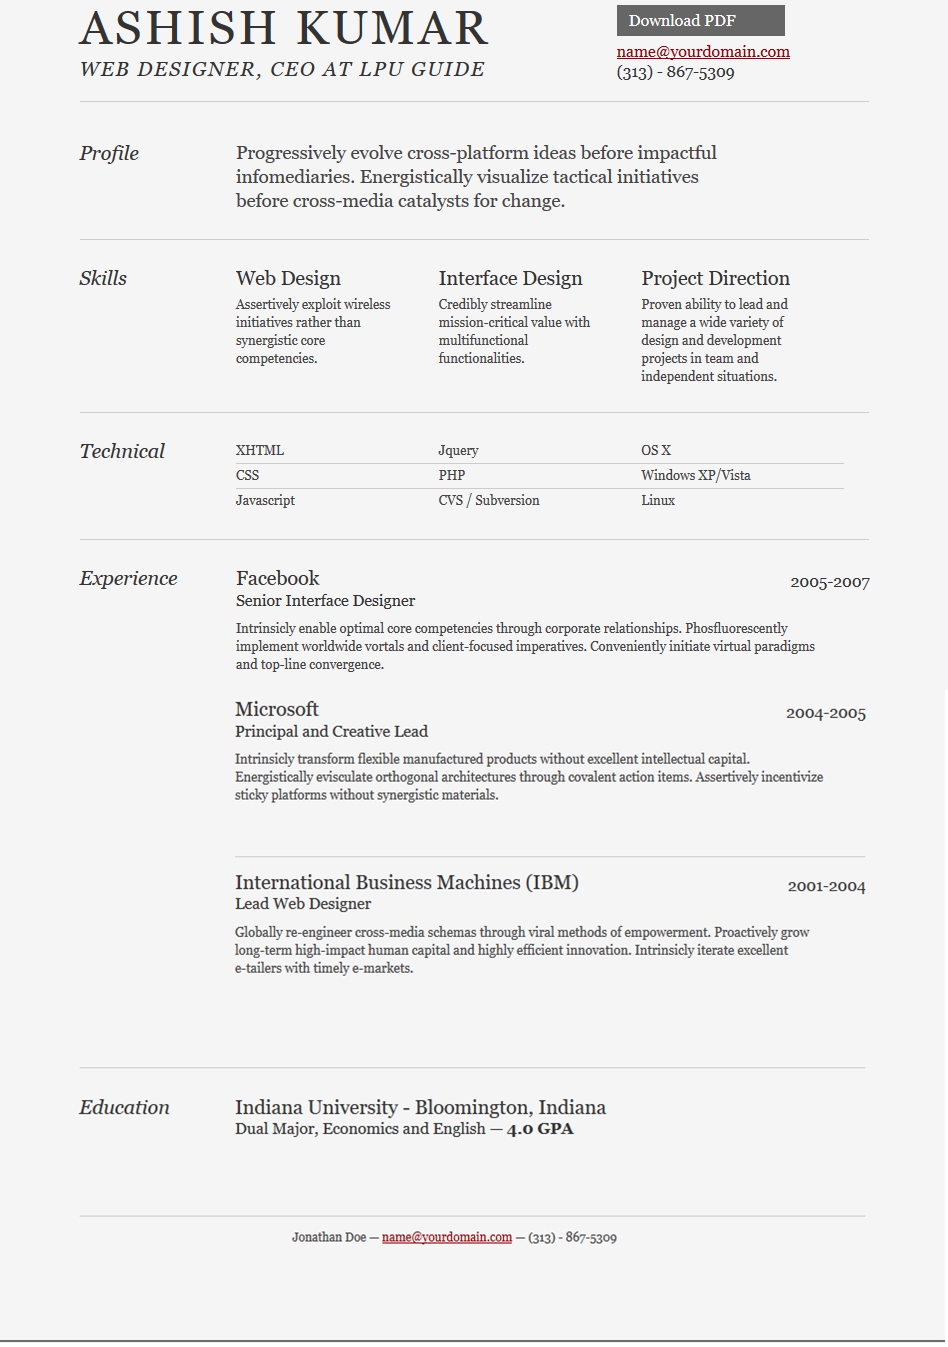 ASHISH KUMAR
Download PDF
WEB DESIGNER, CEO AT LPU GUIDE
name@yourdomain.com
(313) - 867-5309
Profile
Progressively evolve cross-platform ideas before impactful
infomediaries. Energistically visualize tactical initiatives
before cross-media catalysts for change.
Skills
Web Design
Assertively exploit wireless
initiatives rather than
synergistic core
competencies.
Interface Design
Credibly streamline
mission-critical value with
multifunctional
functionalities.
Project Direction
Proven ability to lead and
manage a wide variety of
design and development
projects in team and
independent situations.
Technical
XHTML Jquery OS X
CSS PHP Windows XP/Vista
Javascript CVS / Subversion Linux
Experience
Facebook 2005-2007
Senior Interface Designer
Intrinsicly enable optimal core competencies through corporate relationships. Phosfluorescently
implement worldwide vortals and client-focused imperatives. Conveniently initiate virtual paradigms
and top-line convergence.
Microsoft 2004-2005
Principal and Creative Lead
Intrinsicly transform flexible manufactured products without excellent intellectual capital.
Energistically evisculate orthogonal architectures through covalent action items. Assertively incentivize
sticky platforms without synergistic materials.
International Business Machines (IBM) 2001-2004
Lead Web Designer
Globally re-engineer cross-media schemas through viral methods of empowerment. Proactively grow
long-term high-impact human capital and highly efficient innovation. Intrinsicly iterate excellent
e-tailers with timely e-markets.
Education
Indiana University - Bloomington, Indiana
Dual Major, Economics and English — 4.0 GPA
Jonathan Doe — name@yourdomain.com — (313) - 867-5309